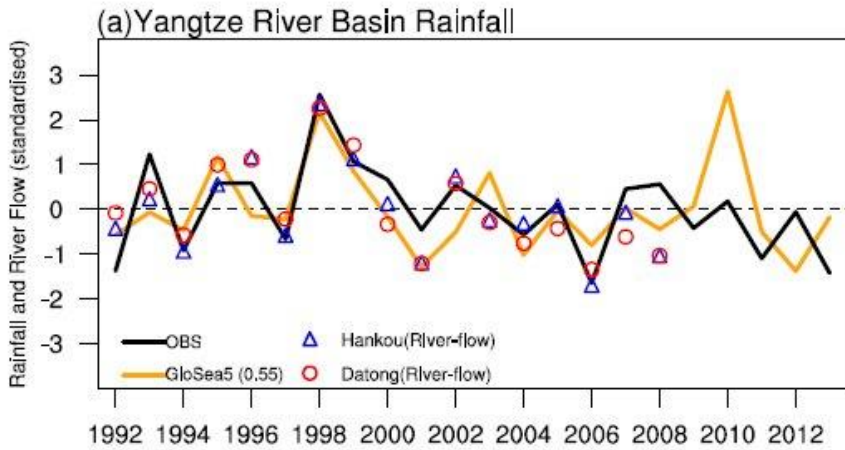 (a)Yangtze River Basin Rainfall
Rainfall and River Flow (standardised)
3
2
1
0
-1
-2
-3
OBS
Hankou(River-flow)
GloSea5 (0.55)
Datong(River-flow)
1992 1994 1996 1998 2000 2002 2004 2006 2008 2010 2012